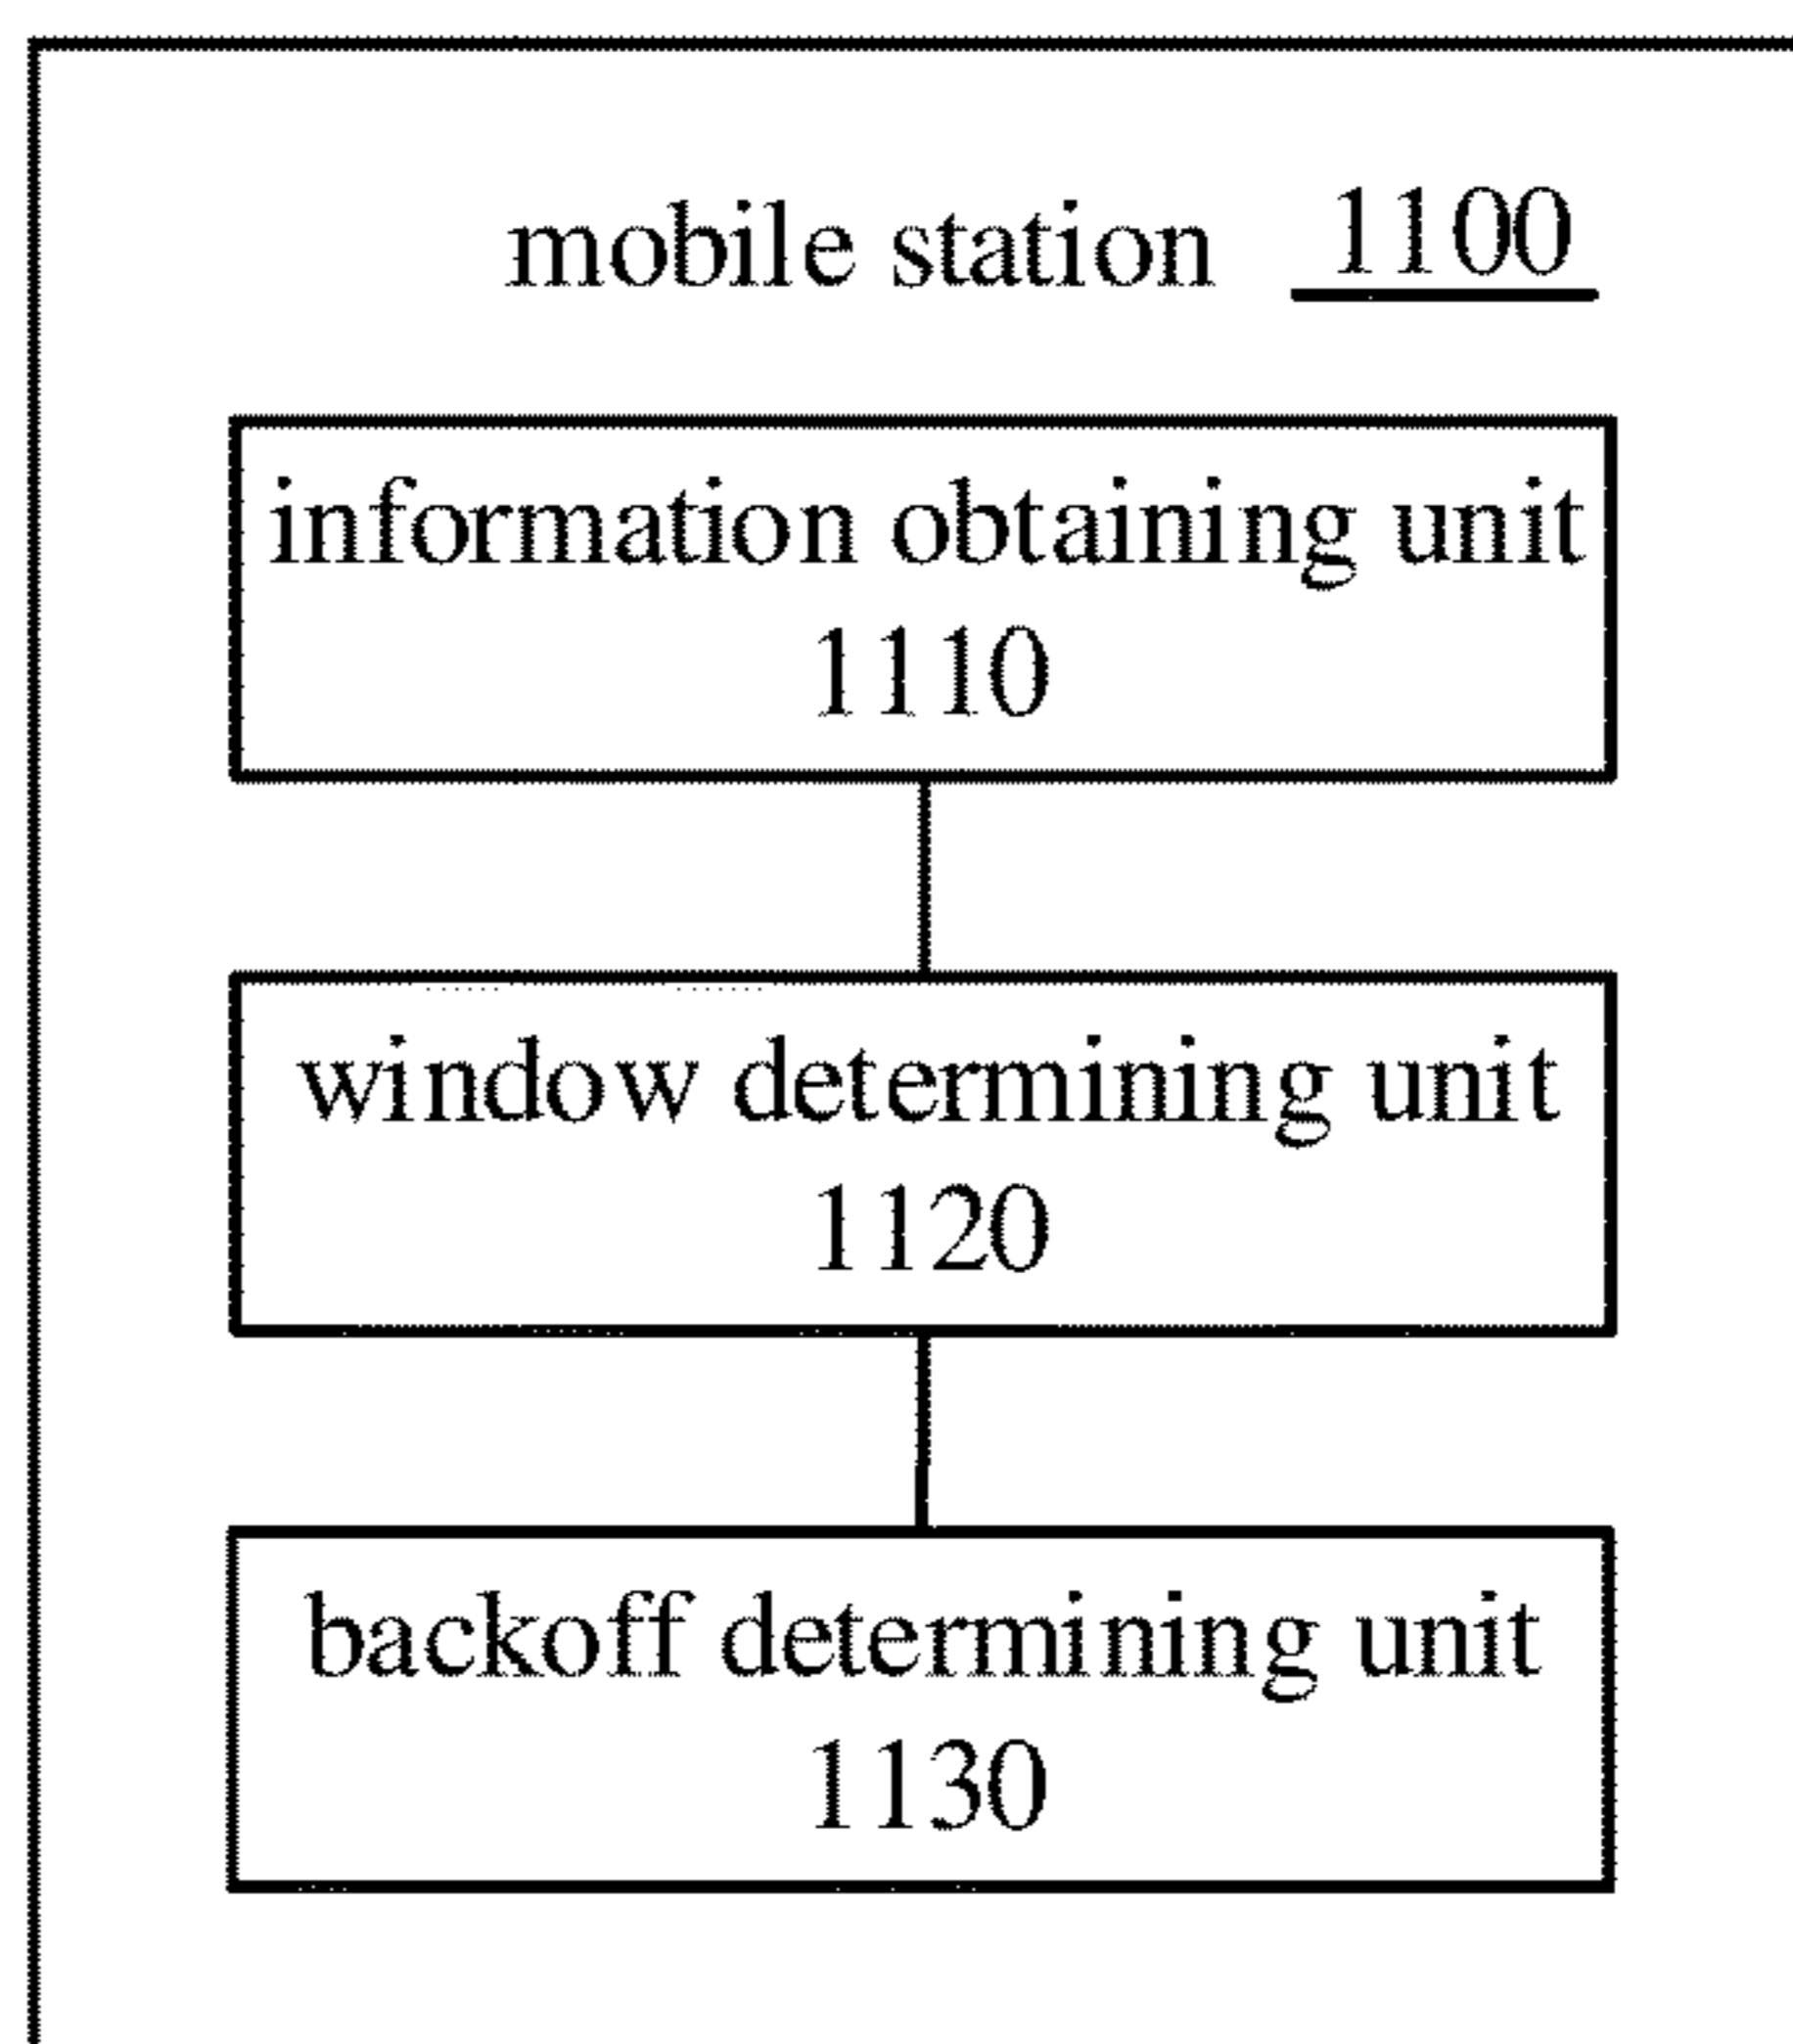 mobile station 1100
information obtaining unit
1110
window determining unit
1120
backoff determining unit
1130